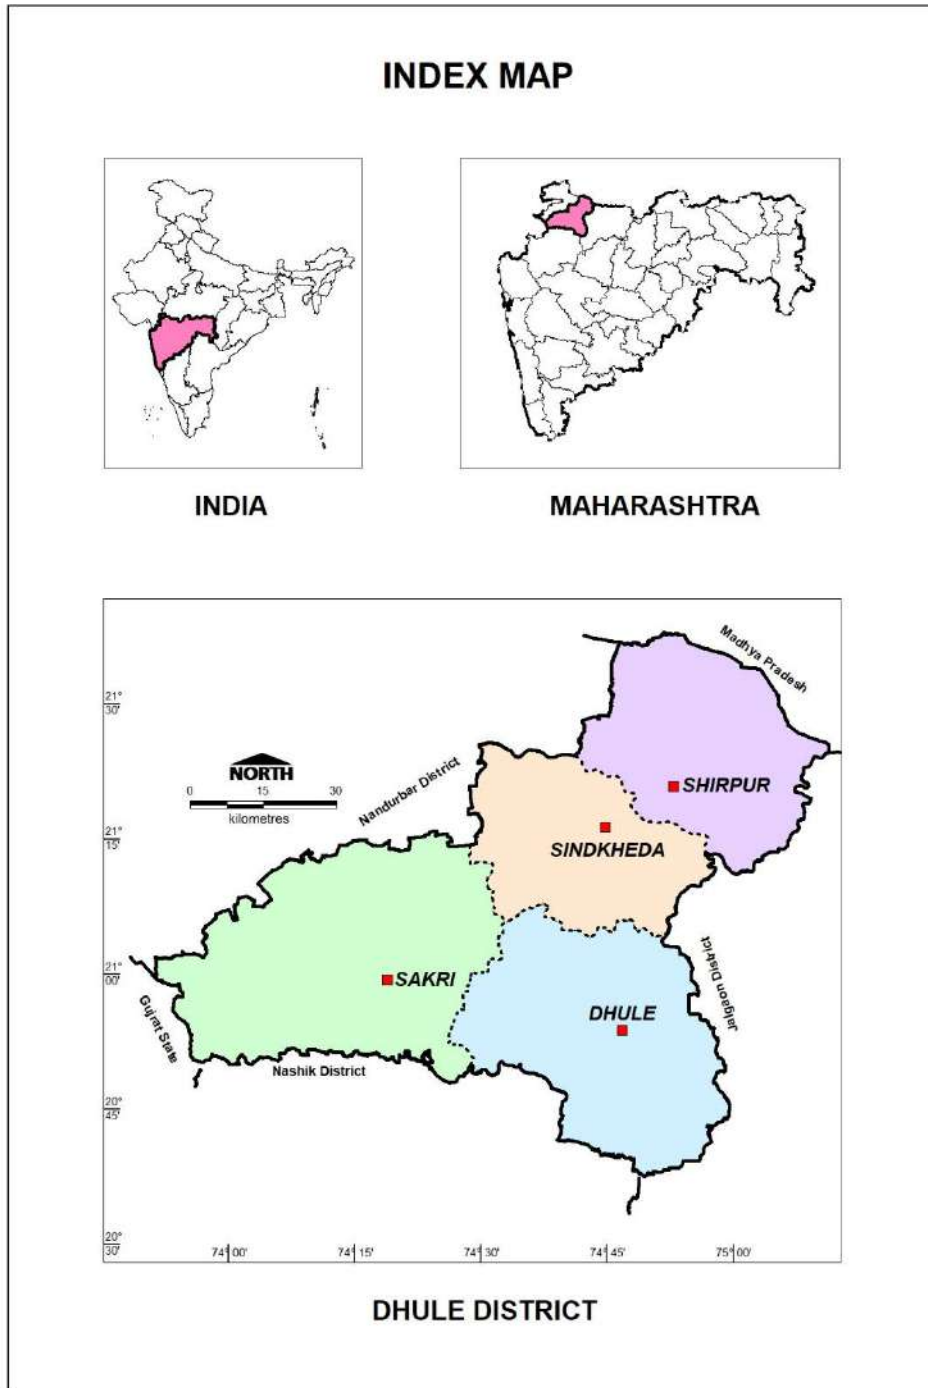 INDEX MAP
INDIA
MAHARASHTRA
Madhya Pradesh
21°
30'
NORTH
0 15 30
kilometres
Nandurbar District
SHIRPUR
21°
15'
SINDKHEDA
Jalgaon District
21°
00'
SAKRI
Gujrat State
DHULE
Nashik District
20°
45'
20°
30'
74° 00' 74° 15' 74° 30' 74° 45' 75° 00'
DHULE DISTRICT